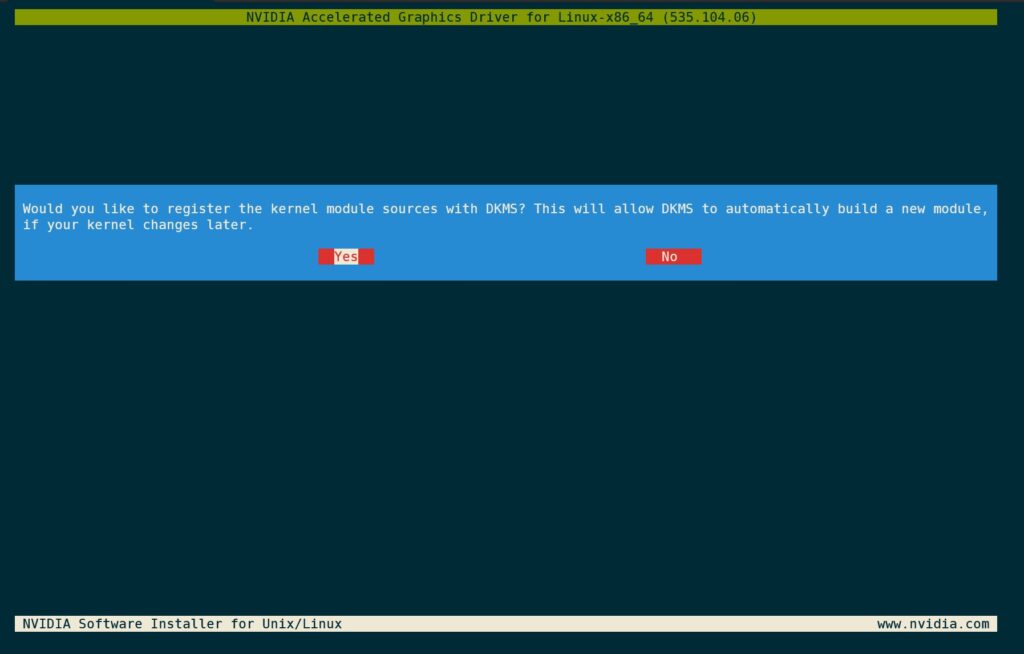 NVIDIA Accelerated Graphics Driver for Linux-x86_64 (535.104.06)
Would you like to register the kernel module sources with DKMS? This will allow DKMS to automatically build a new module,
if your kernel changes later.
Yes No
NVIDIA Software Installer for Unix/Linux www.nvidia.com